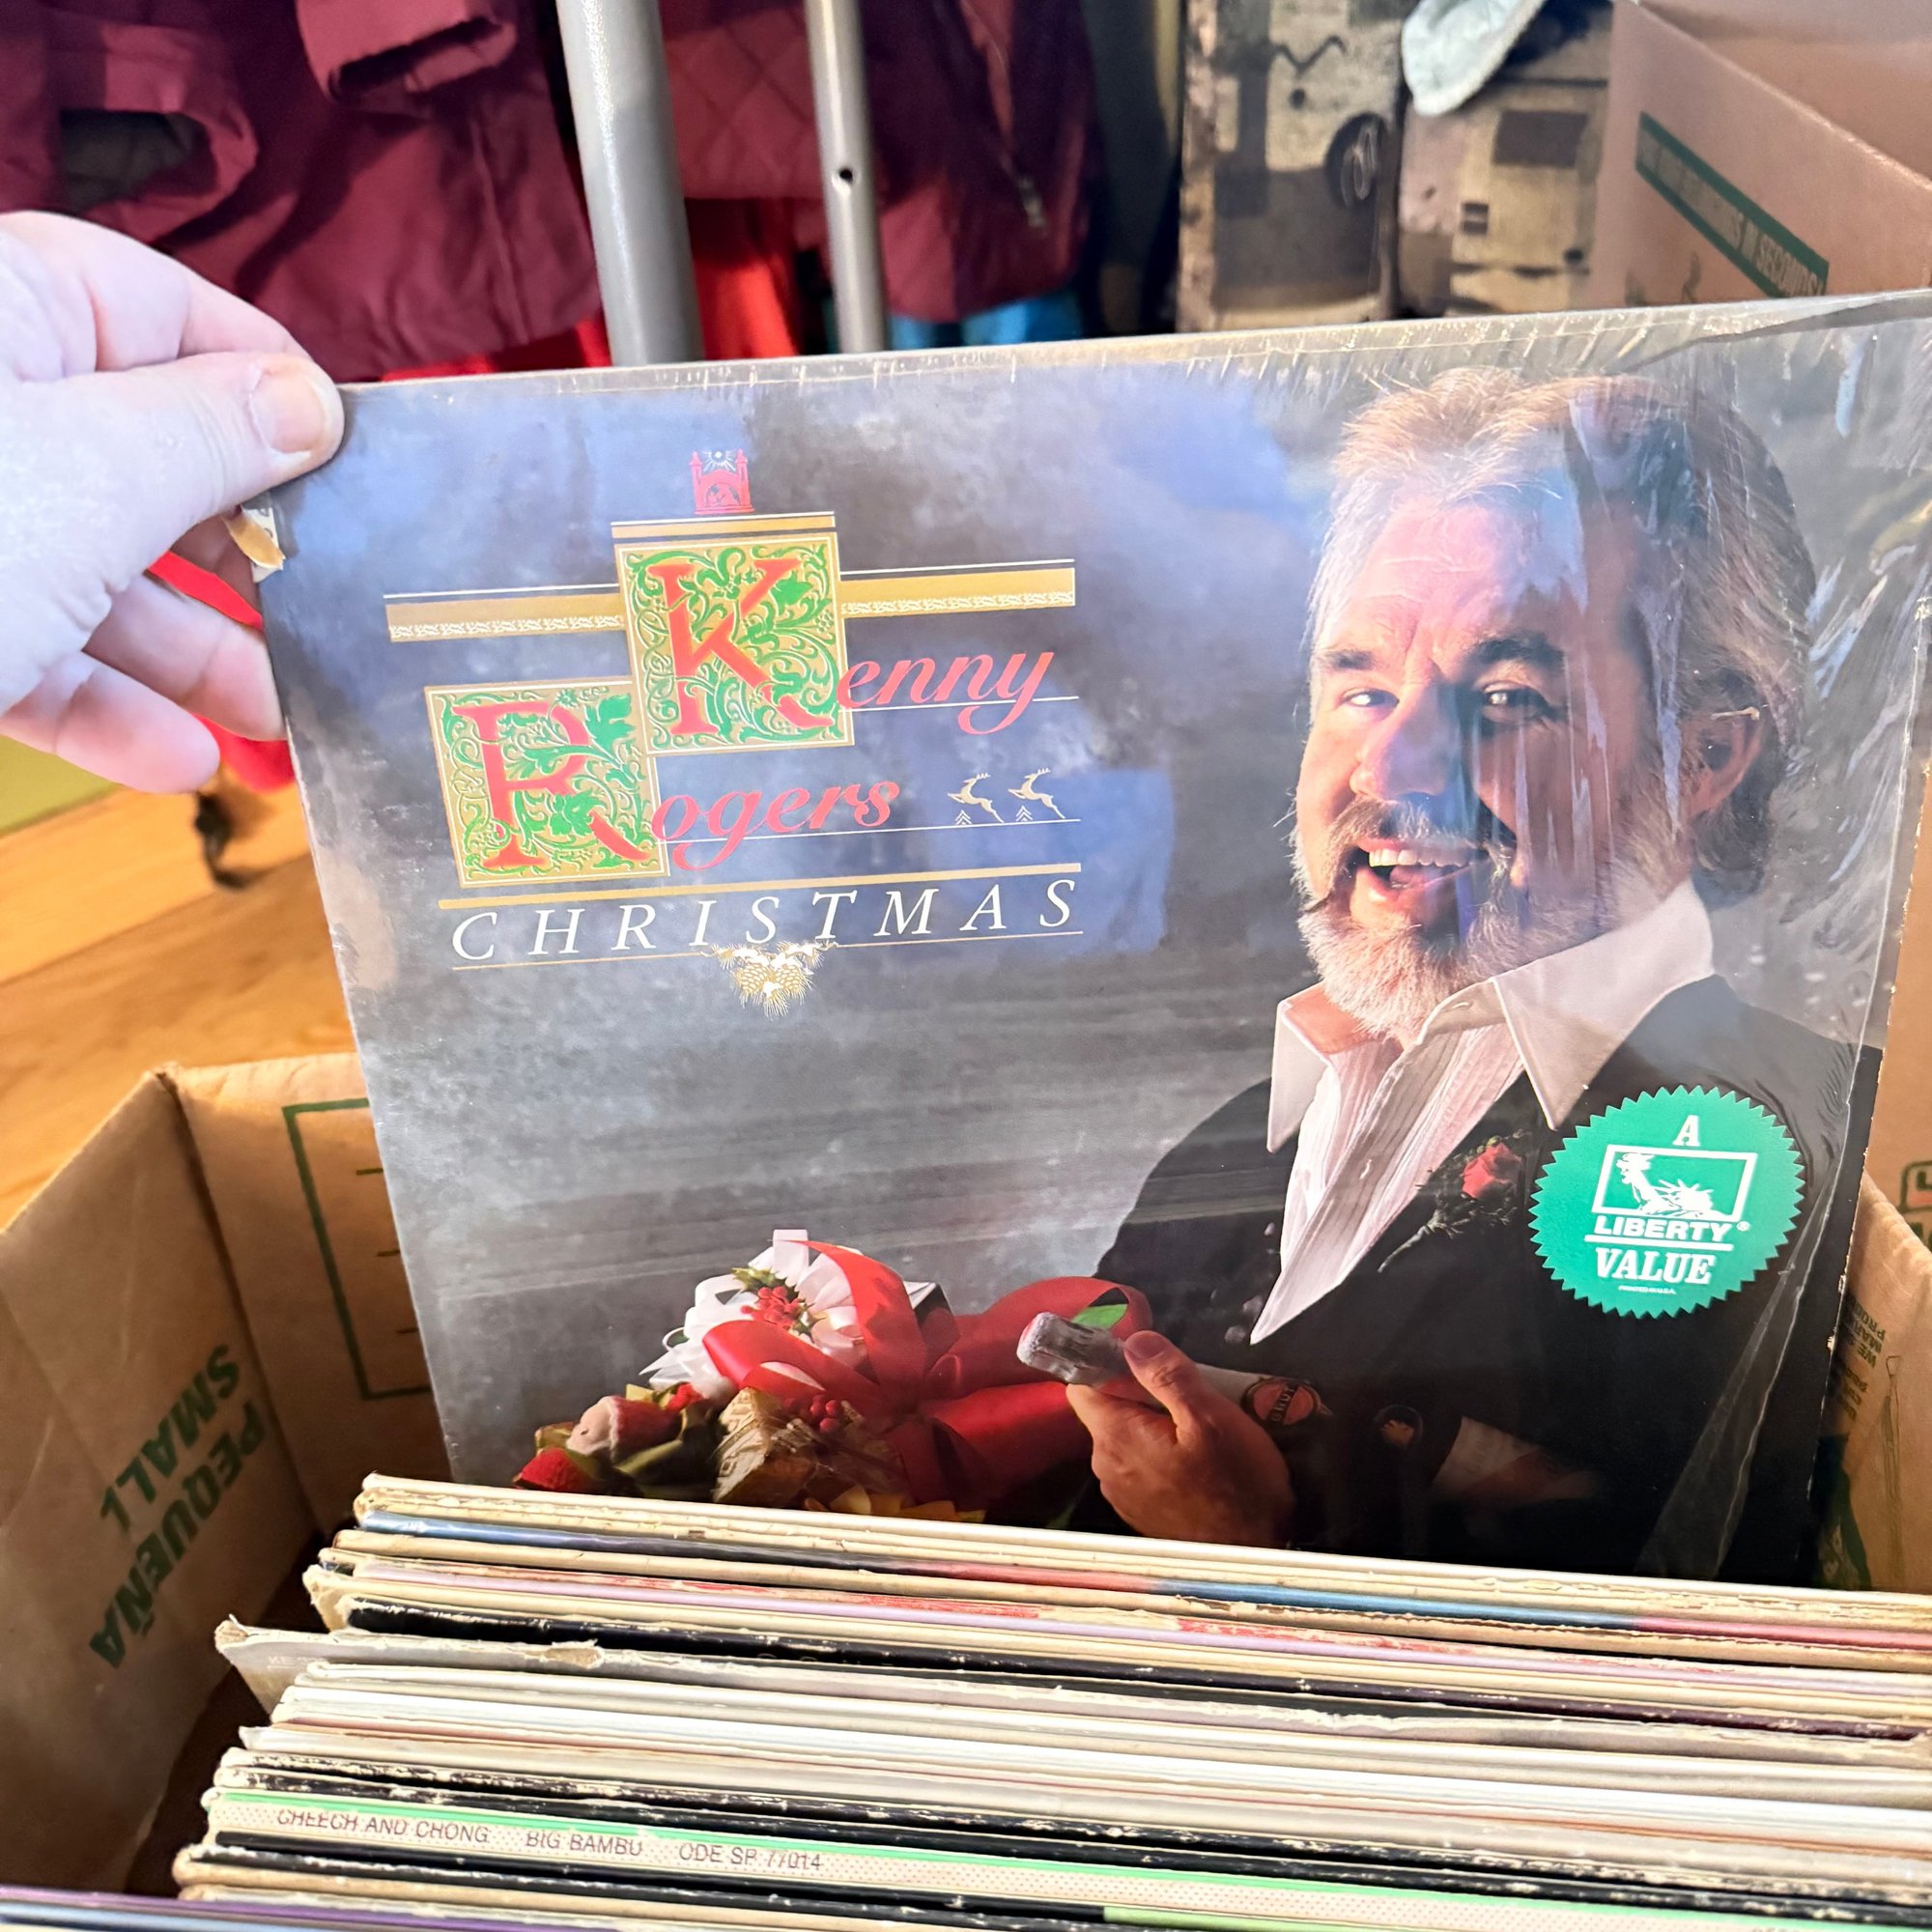 Kenny
Rogers
CHRISTMAS
A
LIBERTY®
VALUE
PEQUEÑA
SMALL
CHEECH AND CHONG BIG BAMBU ODE SP 77014